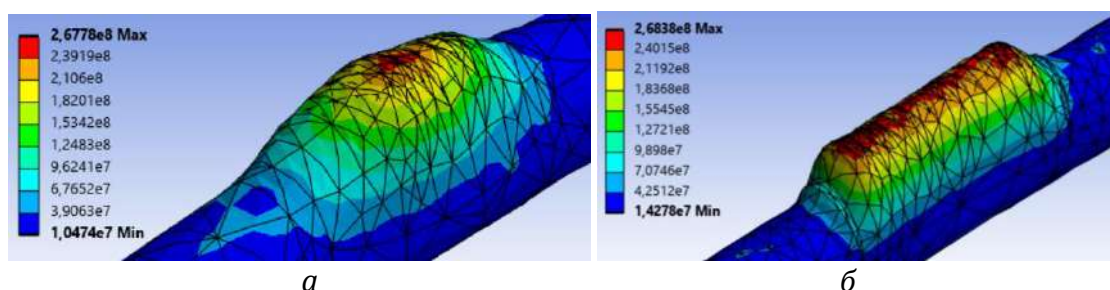 2,6778e8 Max
2,3919e8
2,106e8
1,8201e8
1,5342e8
1,2483e8
9,6241e7
6,7652e7
3,9063e7
1,0474e7 Min
а
2,6838e8 Max
2,4015e8
2,1192e8
1,8368e8
1,5545e8
1,2721e8
9,898e7
7,0746e7
4,2512e7
1,4278e7 Min
б